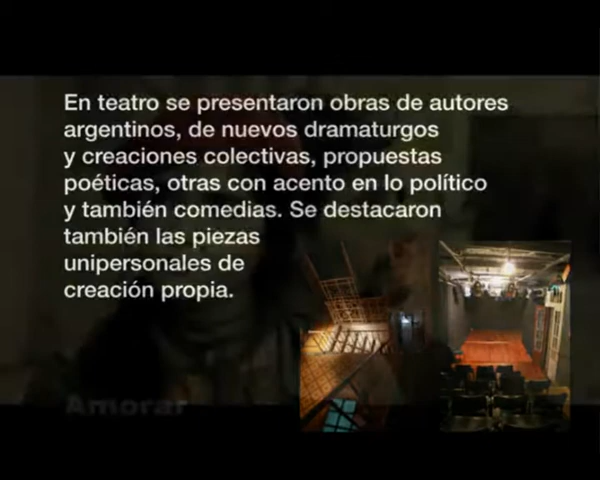 En teatro se presentaron obras de autores
argentinos, de nuevos dramaturgos
y creaciones colectivas, propuestas
poéticas, otras con acento en lo político
y también comedias. Se destacaron
también las piezas
unipersonales de
creación propia.
Amorar